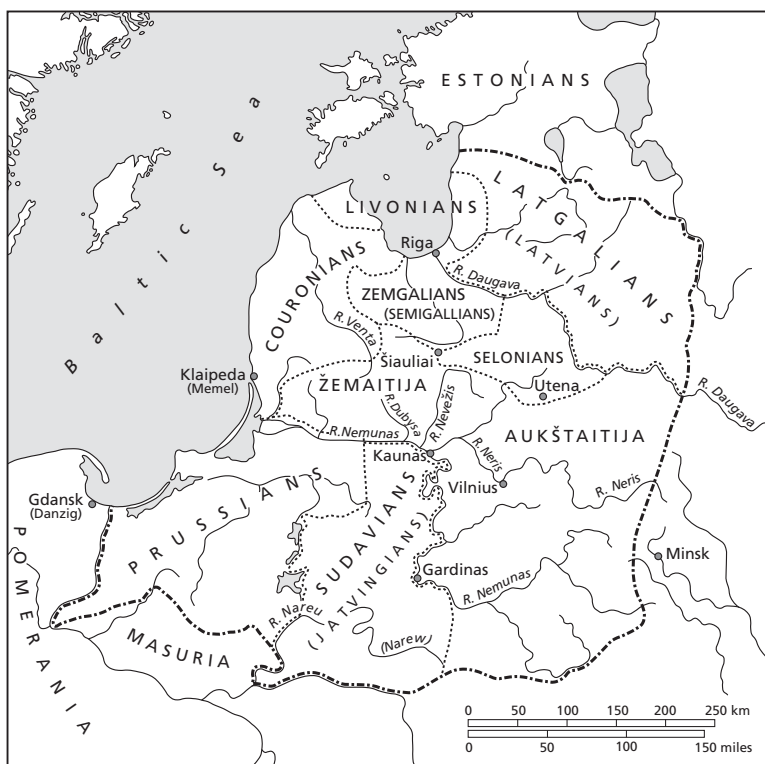 ESTONIANS
Baltic Sea
LIVONIANS
LATGALIANS
(LATVIANS)
Riga
R. Daugava
COURONIANS
ZEMGALIANS
(SEMIGALLIANS)
R.Venta
Šiauliai
SELONIANS
Klaipeda
(Memel)
ŽEMAITIJA
Utena
R. Daugava
R.Dubysa
R. Nevežis
R.Nemunas
AUKŠTAITIJA
Kaunas
R. Neris
Vilnius
R. Neris
Gdansk
(Danzig)
PRUSSIANS
SUDAVIANS
(JATVINGIANS)
Minsk
Gardinas
R. Nemunas
POMERANIA
R. Nareu
MASURIA
(Narew)
0 50 100 150 200 250 km
0 50 100 150 miles